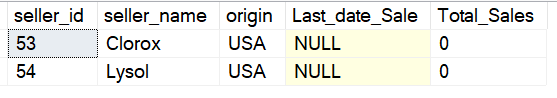 seller_id seller_name origin Last_date_Sale Total_Sales
53 Clorox USA NULL 0
54 Lysol USA NULL 0